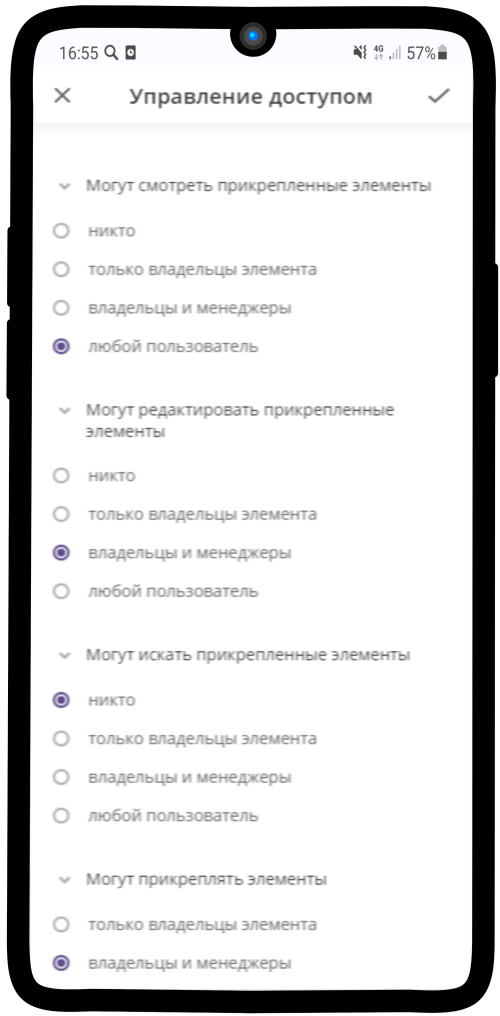 16:55 4G 57%
Управление доступом
Могут смотреть прикрепленные элементы
никто
только владельцы элемента
владельцы и менеджеры
любой пользователь
Могут редактировать прикрепленные
элементы
никто
только владельцы элемента
владельцы и менеджеры
любой пользователь
Могут искать прикрепленные элементы
никто
только владельцы элемента
владельцы и менеджеры
любой пользователь
Могут прикреплять элементы
только владельцы элемента
владельцы и менеджеры